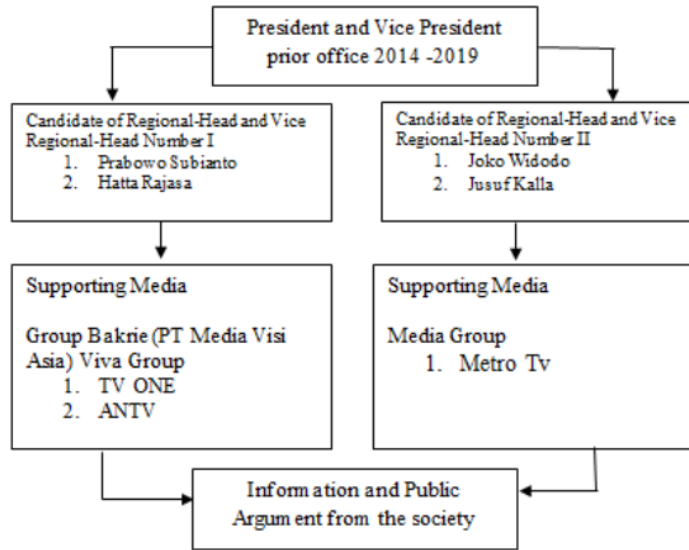 President and Vice President
prior office 2014 -2019
Candidate of Regional-Head and Vice
Regional-Head Number I
1. Prabowo Subianto
2. Hatta Rajasa
Candidate of Regional-Head and Vice
Regional-Head Number II
1. Joko Widodo
2. Jusuf Kalla
Supporting Media
Group Bakrie (PT Media Visi
Asia) Viva Group
1. TV ONE
2. ANTV
Supporting Media
Media Group
1. Metro Tv
Information and Public
Argument from the society